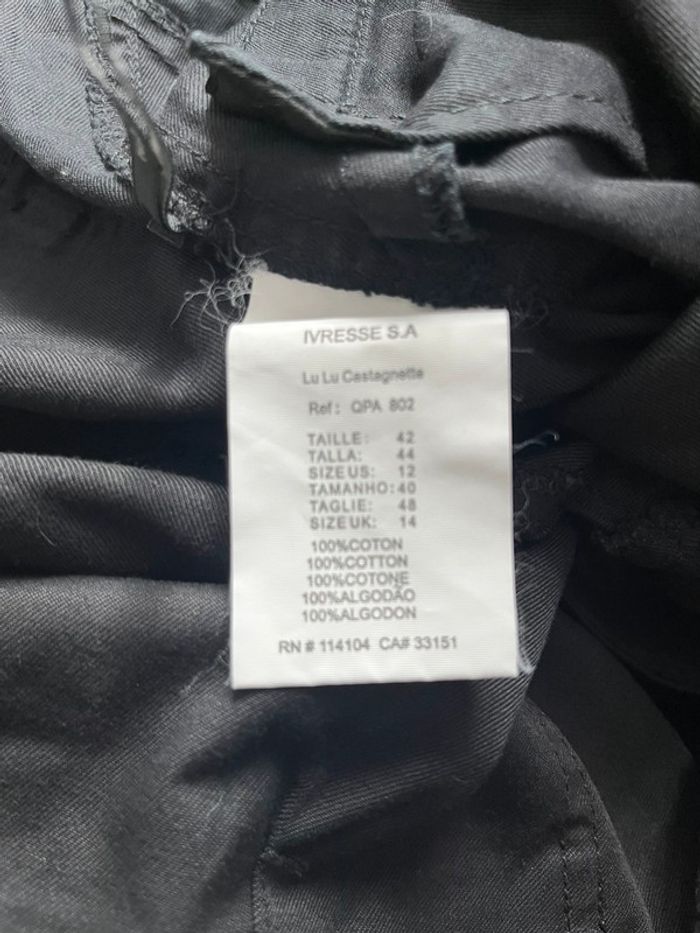 IVRESSE S.A
Lu Lu Castagnette
Ref: QPA 802
TAILLE: 42
TALLA: 44
SIZE US: 12
TAMANHO: 40
TAGLIE: 48
SIZE UK: 14
100%COTON
100%COTTON
100%COTONE
100%ALGODÃO
100%ALGODON
RN # 114104 CA# 33151